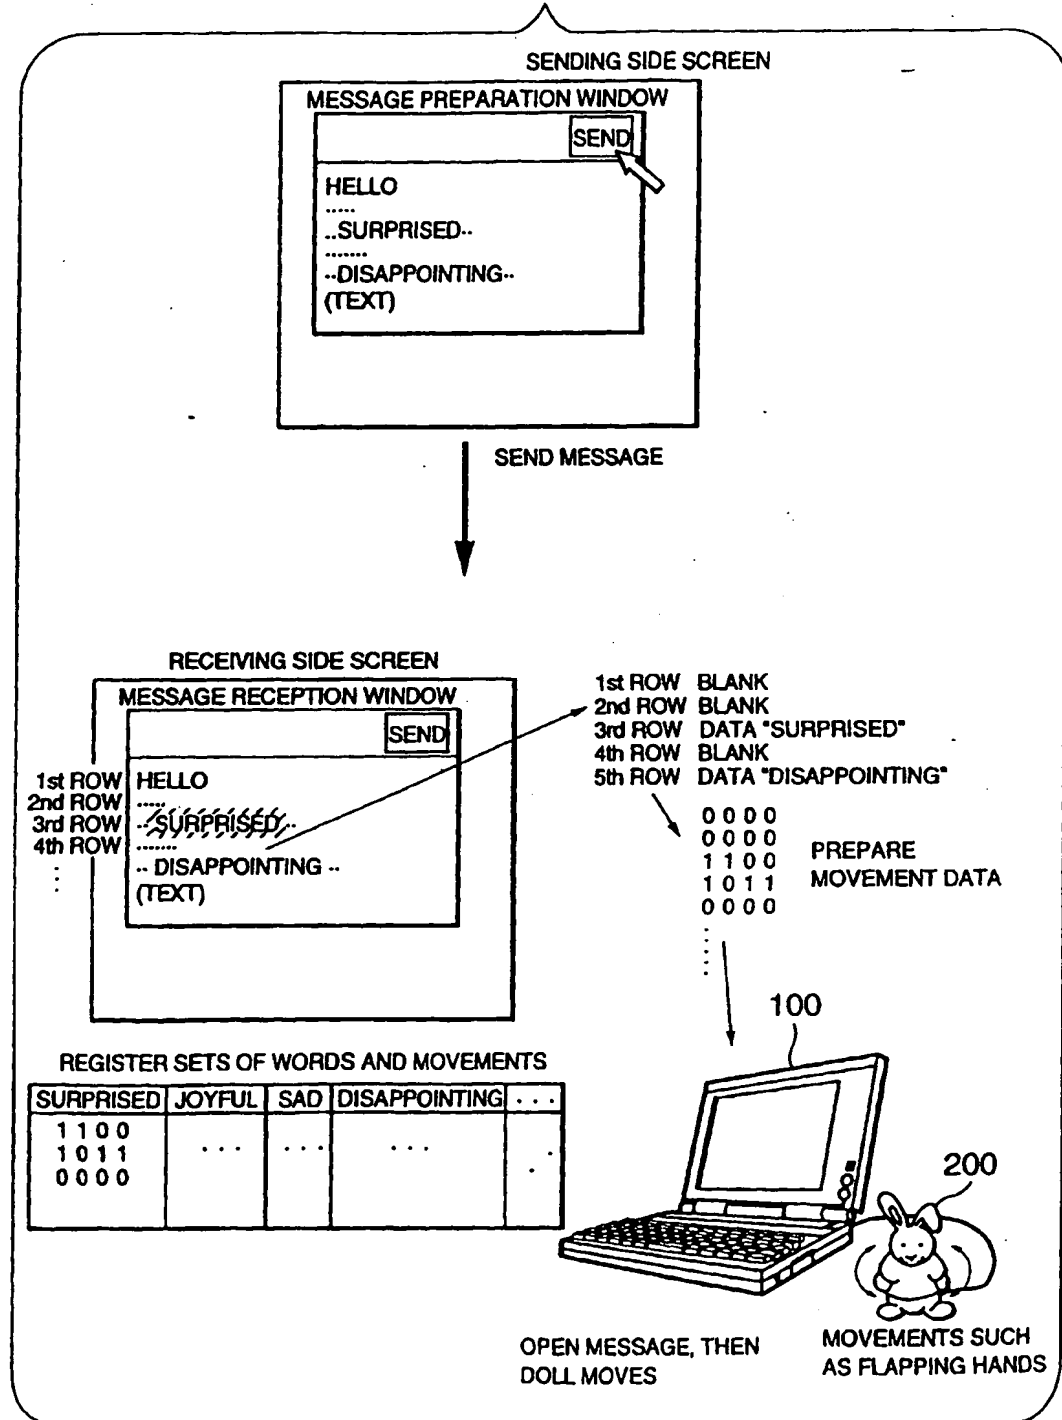 SENDING SIDE SCREEN
MESSAGE PREPARATION WINDOW
SEND
HELLO
.....
..SURPRISED..
.......
..DISAPPOINTING..
(TEXT)
SEND MESSAGE
RECEIVING SIDE SCREEN
MESSAGE RECEPTION WINDOW
SEND
1st ROW HELLO
2nd ROW .....
3rd ROW .. SURPRISED ..
4th ROW .......
.. DISAPPOINTING ..
(TEXT)
1st ROW BLANK
2nd ROW BLANK
3rd ROW DATA "SURPRISED"
4th ROW BLANK
5th ROW DATA "DISAPPOINTING"
0 0 0 0
0 0 0 0
1 1 0 0
1 0 1 1
0 0 0 0
PREPARE
MOVEMENT DATA
REGISTER SETS OF WORDS AND MOVEMENTS
SURPRISED JOYFUL SAD DISAPPOINTING ...
1 1 0 0
1 0 1 1 ... ... ... .
0 0 0 0
100
200
OPEN MESSAGE, THEN
DOLL MOVES
MOVEMENTS SUCH
AS FLAPPING HANDS